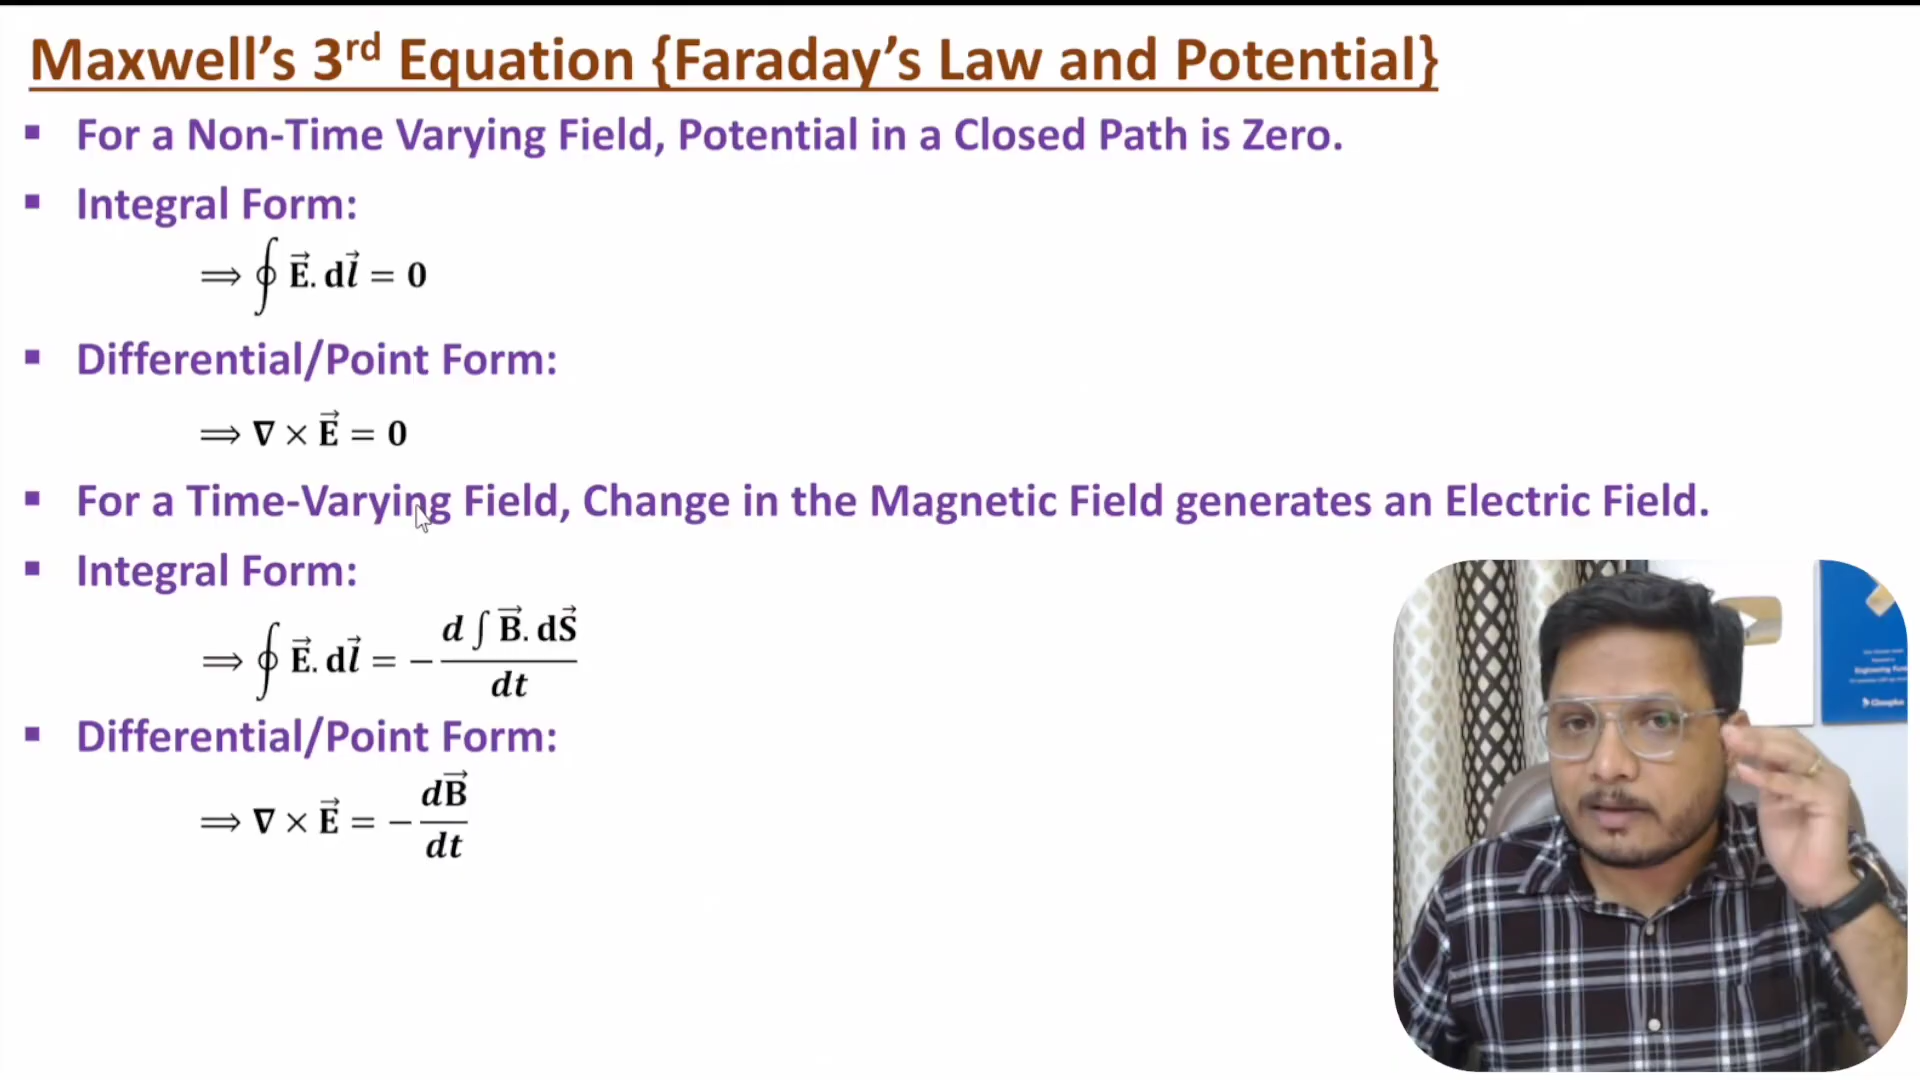 Maxwell's 3rd Equation {Faraday's Law and Potential}
▪ For a Non-Time Varying Field, Potential in a Closed Path is Zero.
▪ Integral Form:
⟹ ∮ E⃗. dl⃗ = 0
▪ Differential/Point Form:
⟹ ∇ × E⃗ = 0
▪ For a Time-Varying Field, Change in the Magnetic Field generates an Electric Field.
▪ Integral Form:
⟹ ∮ E⃗. dl⃗ = − d ∫ B⃗. dS⃗ / dt
▪ Differential/Point Form:
⟹ ∇ × E⃗ = − dB⃗ / dt